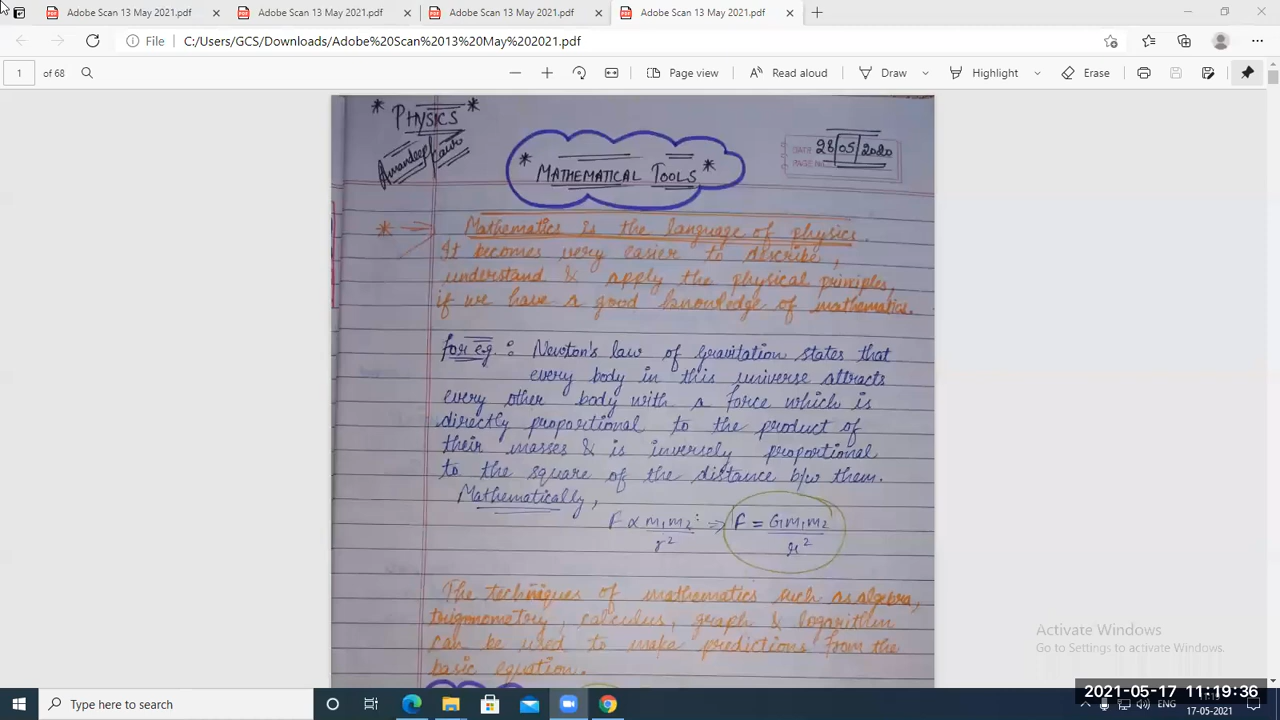 Adobe Scan 13 May 2021.pdf
Adobe Scan 13 May 2021.pdf
Adobe Scan 13 May 2021.pdf
Adobe Scan 13 May 2021.pdf
File
C:/Users/GCS/Downloads/Adobe%20Scan%2013%20May%202021.pdf
1 of 68
Page view
Read aloud
Draw
Highlight
Erase
* PHYSICS *
Amandeep Kaur
* MATHEMATICAL TOOLS *
DATE 28 05 2020
PAGE NO.
* → Mathematics is the language of physics.
It becomes very easier to describe,
understand & apply the physical principles,
if we have a good knowledge of mathematics.
for e.g. : Newton's law of gravitation states that
every body in this universe attracts
every other body with a force which is
directly proportional to the product of
their masses & is inversely proportional
to the square of the distance b/w them.
Mathematically,
F ∝ m₁m₂/r² ⇒ F = Gm₁m₂/r²
The techniques of mathematics such as algebra,
trignometry, calculus, graph & logarithm
can be used to make predictions from the
basic equation.
Activate Windows
Go to Settings to activate Windows.
Type here to search
ENG
17-05-2021
2021-05-17 11:19:36